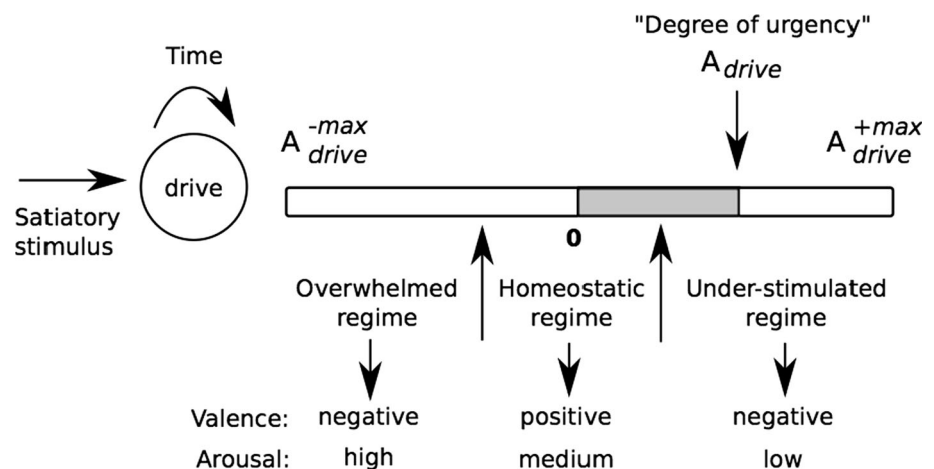 "Degree of urgency"
A drive
Time
A -max drive
A +max drive
drive
Satiatory
stimulus
0
Overwhelmed
regime
Homeostatic
regime
Under-stimulated
regime
Valence: negative positive negative
Arousal: high medium low